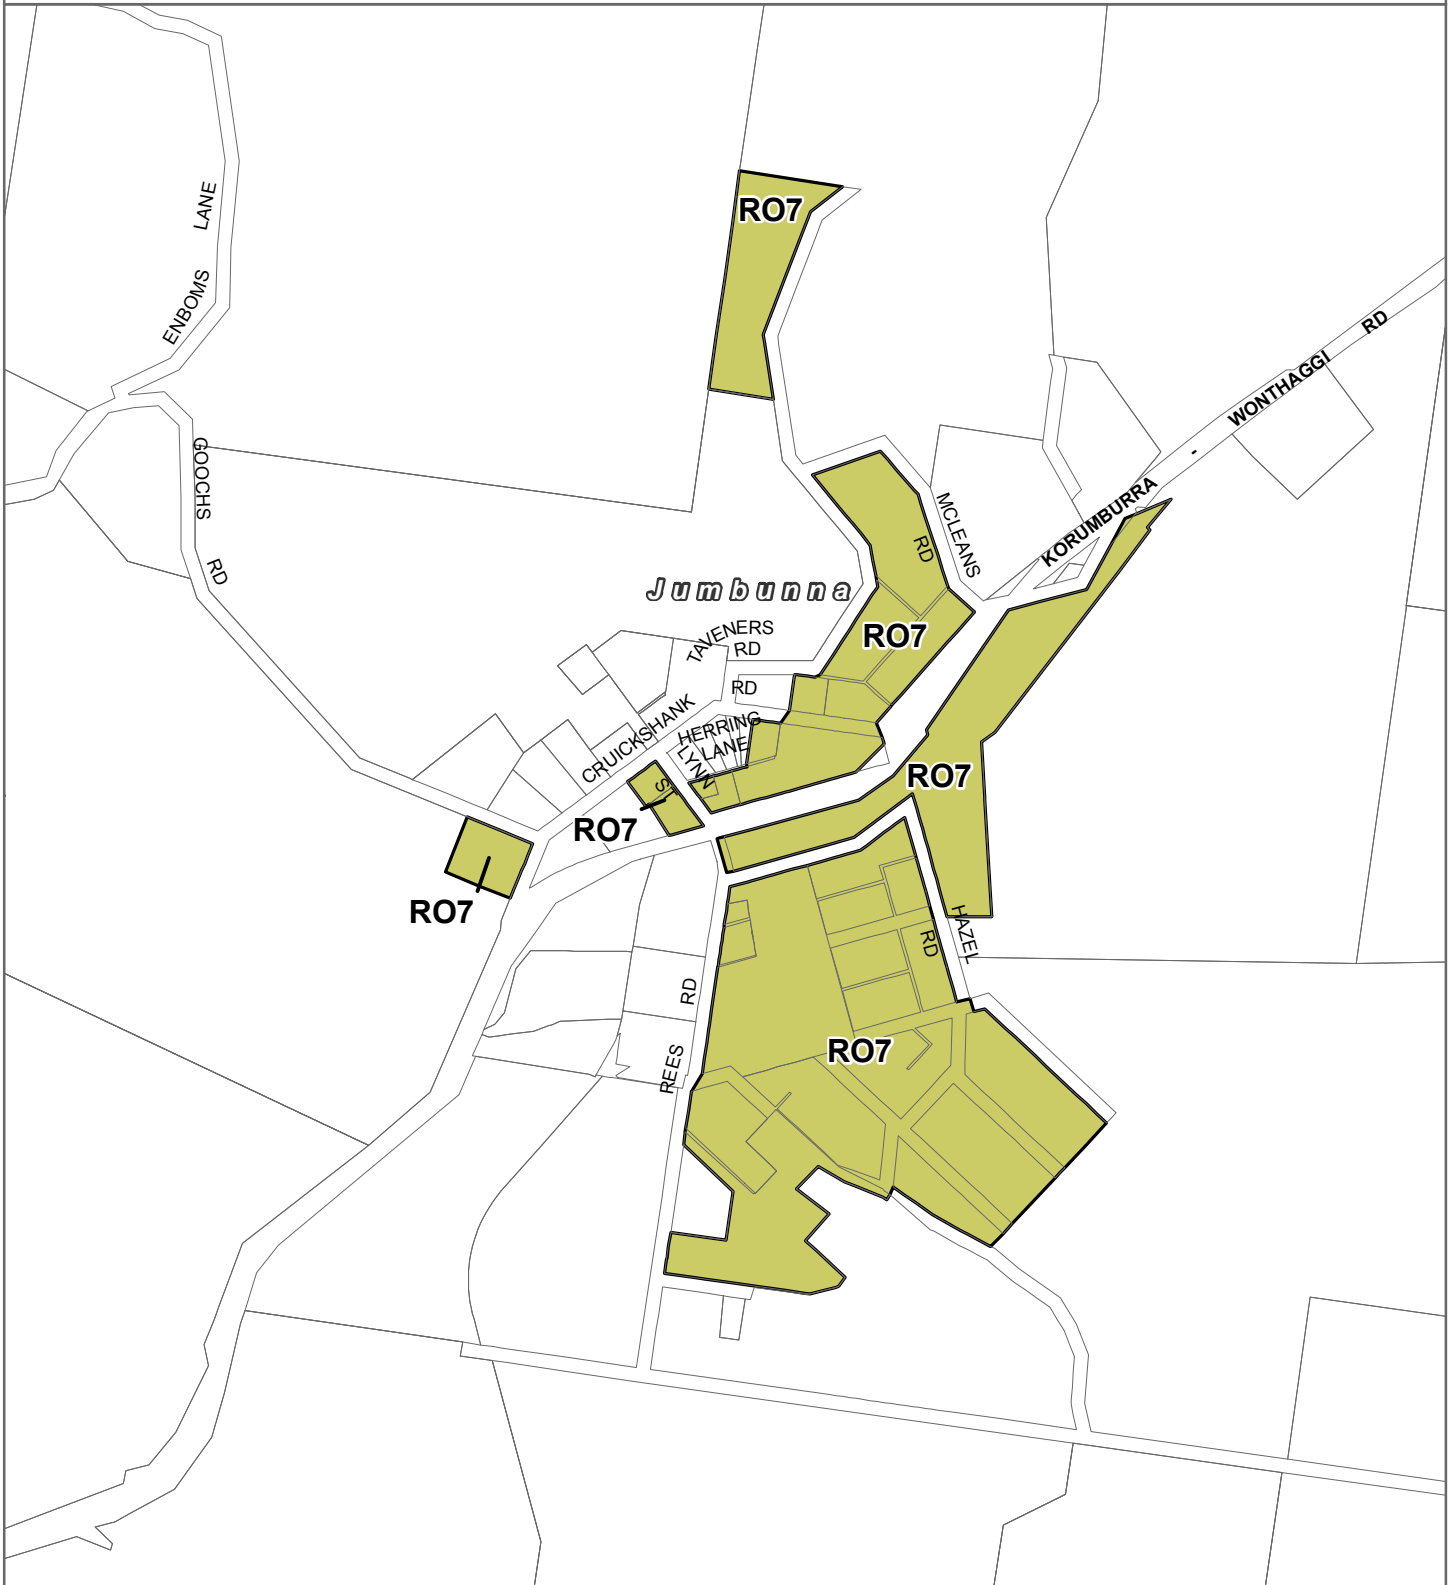 LANE
RO7
ENBOMS
RD
WONTHAGGI
-
GOOCHS
KORUMBURRA
MCLEANS
RD
RD
Jumbunna
TAVENERS
RD
RO7
RD
CRUICKSHANK
HERRING
LANE
LYNN
ST
RO7
RO7
RO7
HAZEL
RD
RD
RO7
REES